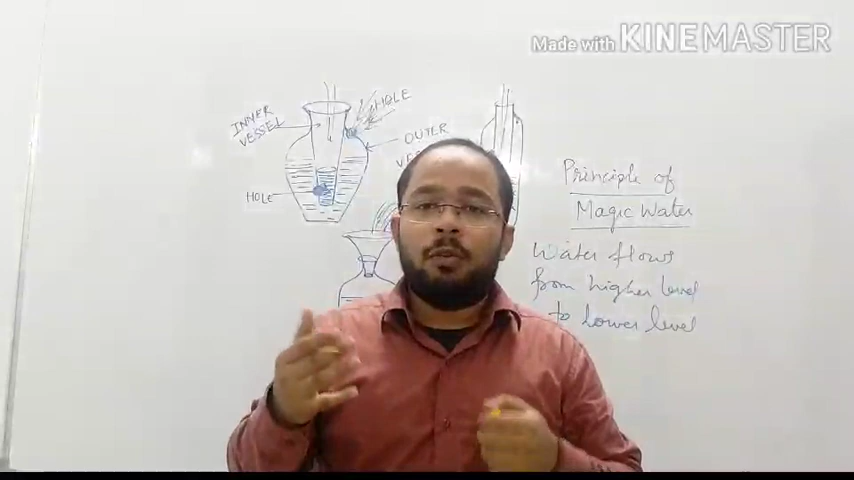 Made with KINEMASTER
INNER
VESSEL
HOLE
OUTER
HOLE
Principle of
MAGIC WATER
Water flows
from higher level
to lower level